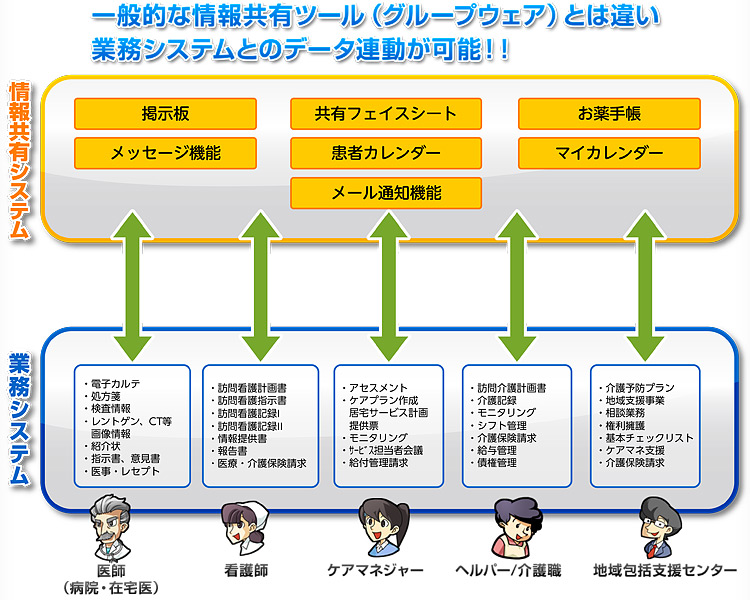 一般的な情報共有ツール（グループウェア）とは違い
業務システムとのデータ連動が可能！！
情報共有システム
掲示板
共有フェイスシート
お薬手帳
メッセージ機能
患者カレンダー
マイカレンダー
メール通知機能
業務システム
・電子カルテ
・処方箋
・検査情報
・レントゲン、CT等
画像情報
・紹介状
・指示書、意見書
・医事・レセプト
・訪問看護計画書
・訪問看護指示書
・訪問看護記録I
・訪問看護記録II
・情報提供書
・報告書
・医療・介護保険請求
・アセスメント
・ケアプラン作成
居宅サービス計画
提供票
・モニタリング
・ｻｰﾋﾞｽ担当者会議
・給付管理請求
・訪問介護計画書
・介護記録
・モニタリング
・シフト管理
・介護保険請求
・給与管理
・債権管理
・介護予防プラン
・地域支援事業
・相談業務
・権利擁護
・基本チェックリスト
・ケアマネ支援
・介護保険請求
医師
（病院・在宅医）
看護師
ケアマネジャー
ヘルパー/介護職
地域包括支援センター